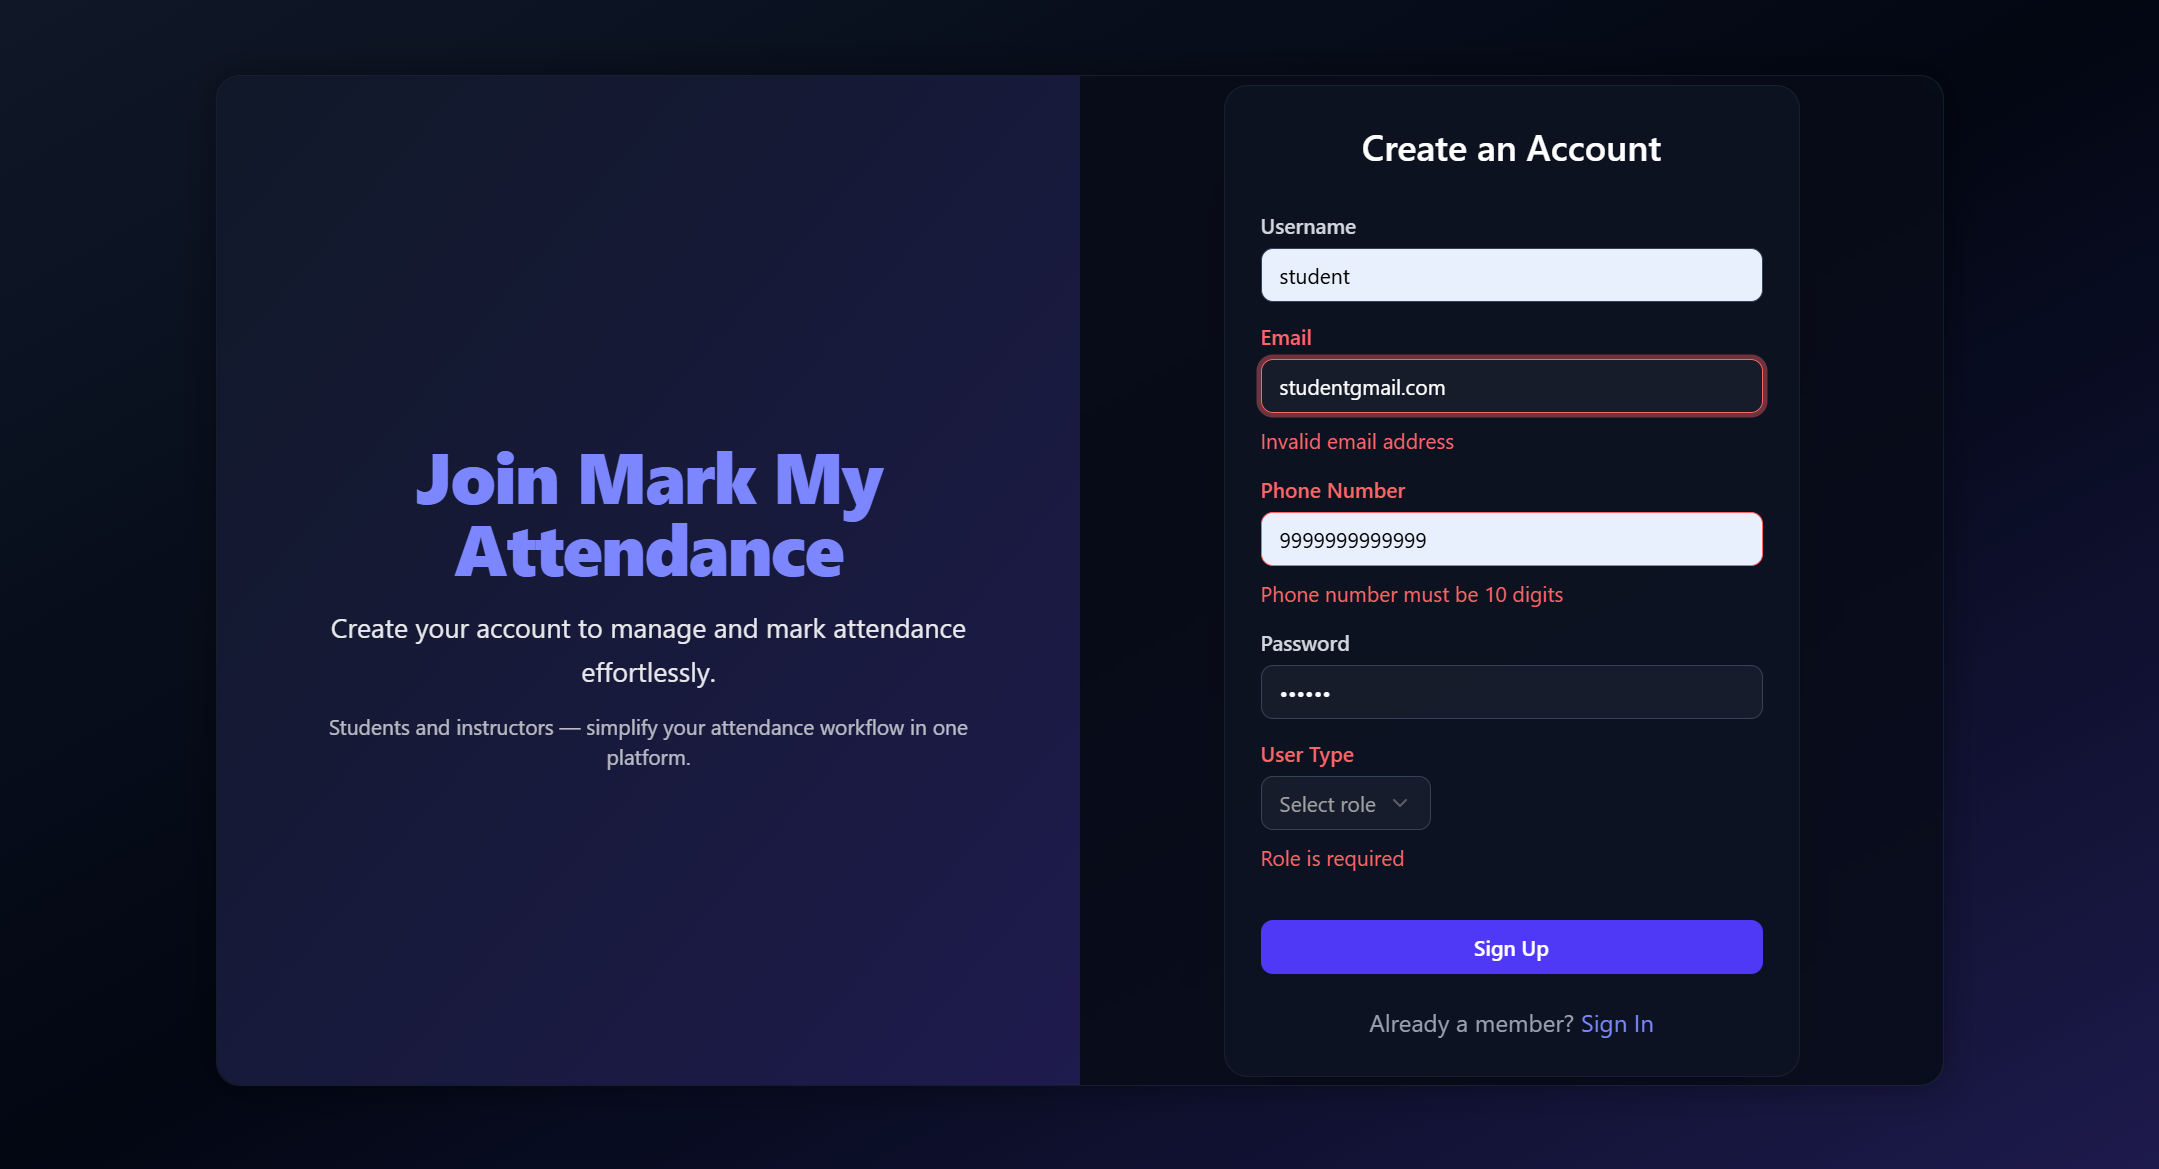 Join Mark My
Attendance
Create your account to manage and mark attendance
effortlessly.
Students and instructors — simplify your attendance workflow in one
platform.
Create an Account
Username
student
Email
studentgmail.com
Invalid email address
Phone Number
9999999999999
Phone number must be 10 digits
Password
••••••
User Type
Select role
Role is required
Sign Up
Already a member? Sign In